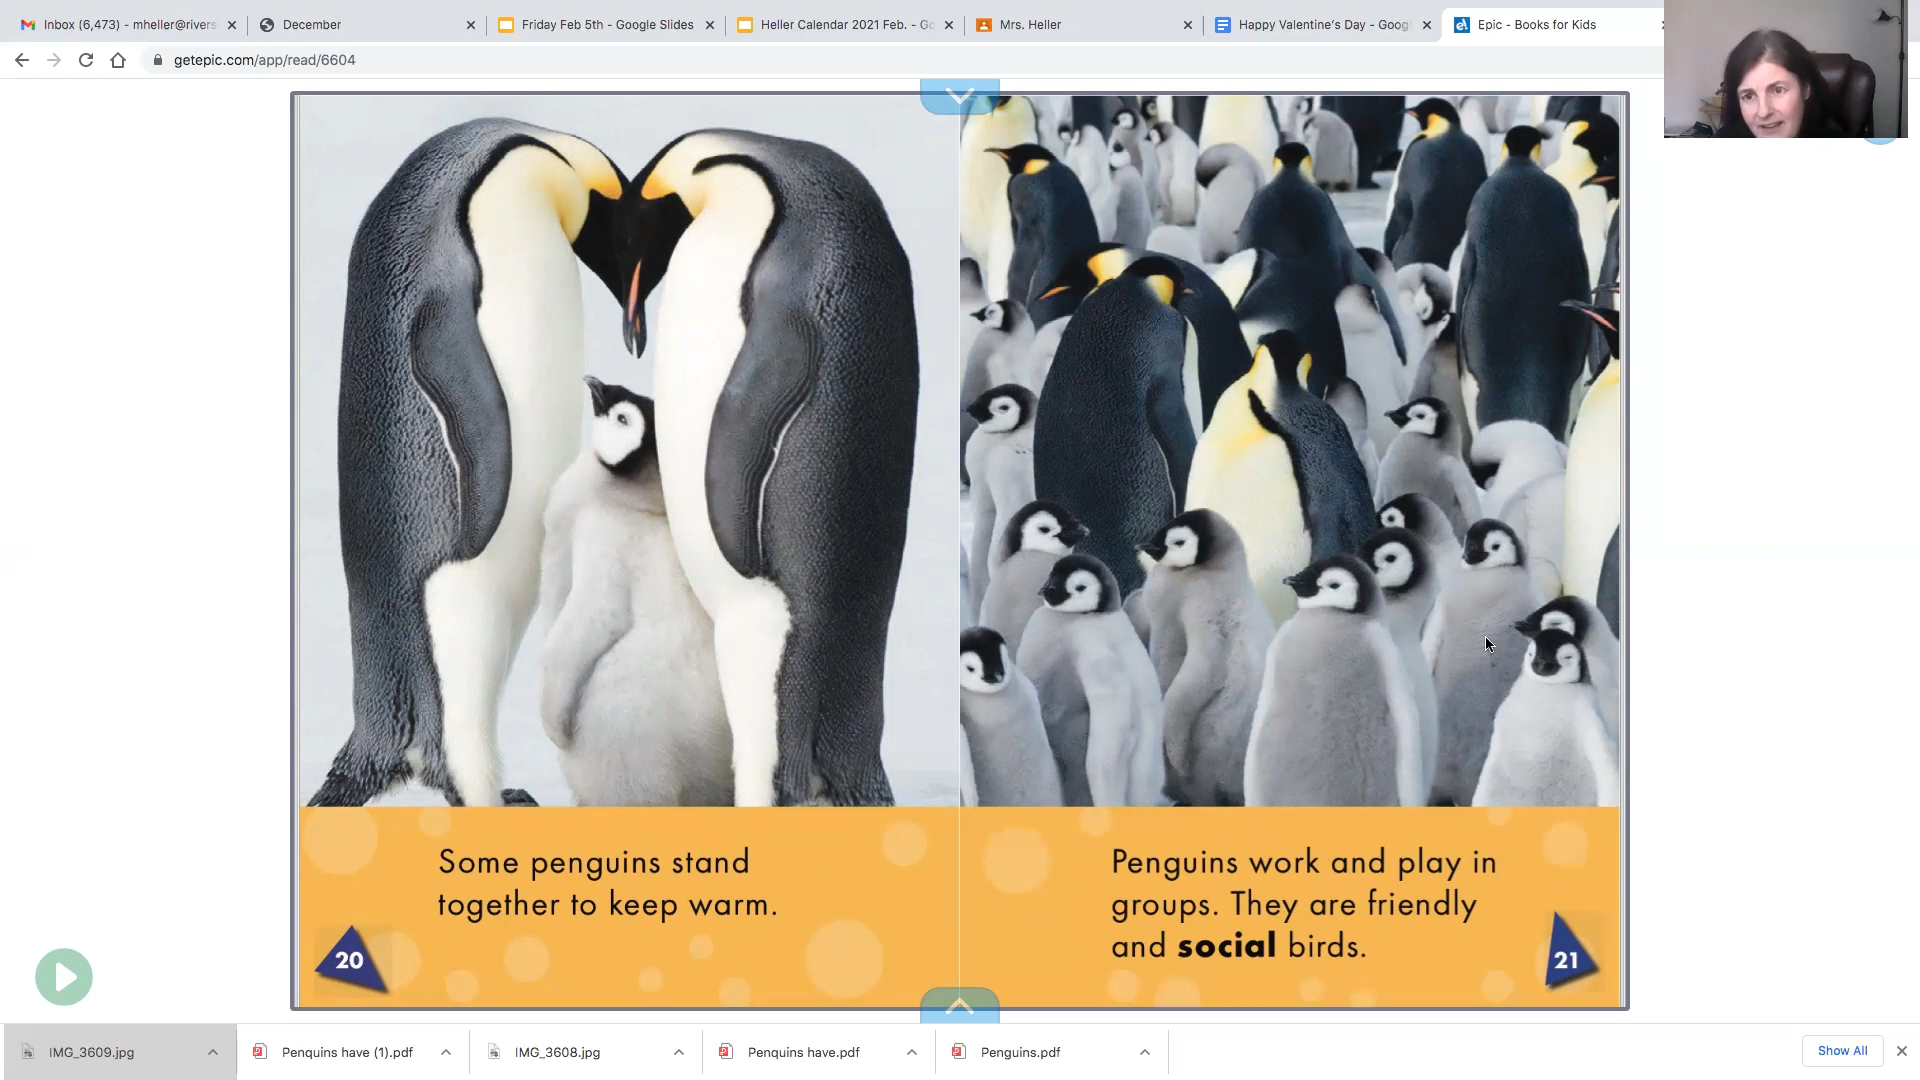 Inbox (6,473) - mheller@rivers
December
Friday Feb 5th - Google Slides
Heller Calendar 2021 Feb. - Go
Mrs. Heller
Happy Valentine's Day - Googl
Epic - Books for Kids
getepic.com/app/read/6604
Some penguins stand
together to keep warm.
20
Penguins work and play in
groups. They are friendly
and social birds.
21
IMG_3609.jpg
Penquins have (1).pdf
IMG_3608.jpg
Penquins have.pdf
Penguins.pdf
Show All